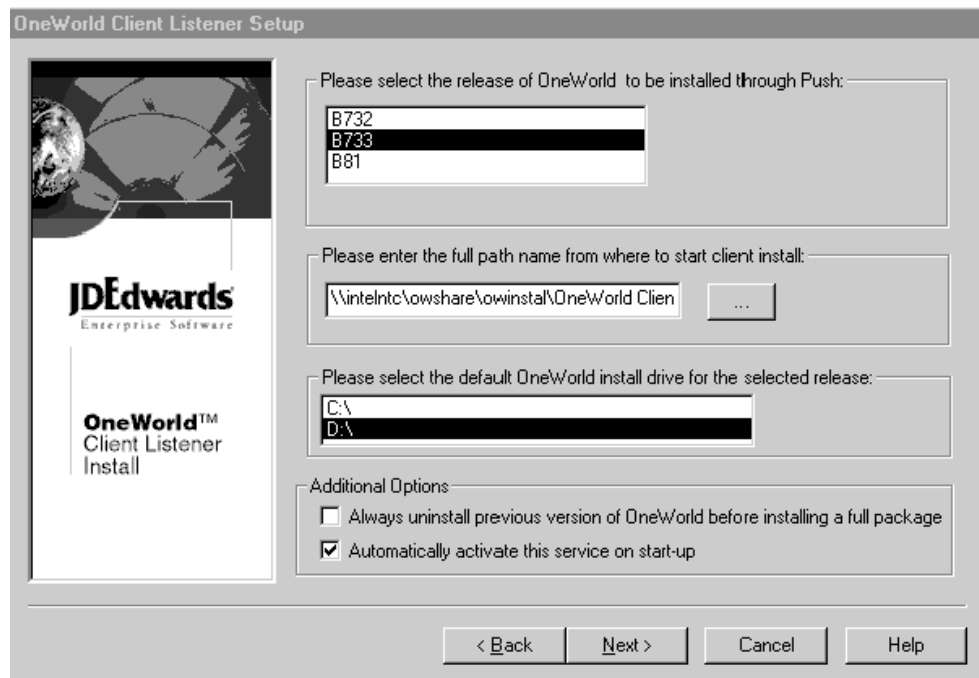 OneWorld Client Listener Setup
JDEdwards
Enterprise Software
OneWorld™
Client Listener
Install
Please select the release of OneWorld to be installed through Push:
B732
B733
B81
Please enter the full path name from where to start client install:
\\intelntc\owshare\owinstal\OneWorld Clien
...
Please select the default OneWorld install drive for the selected release:
C:\
D:\
Additional Options
Always uninstall previous version of OneWorld before installing a full package
Automatically activate this service on start-up
< Back
Next >
Cancel
Help